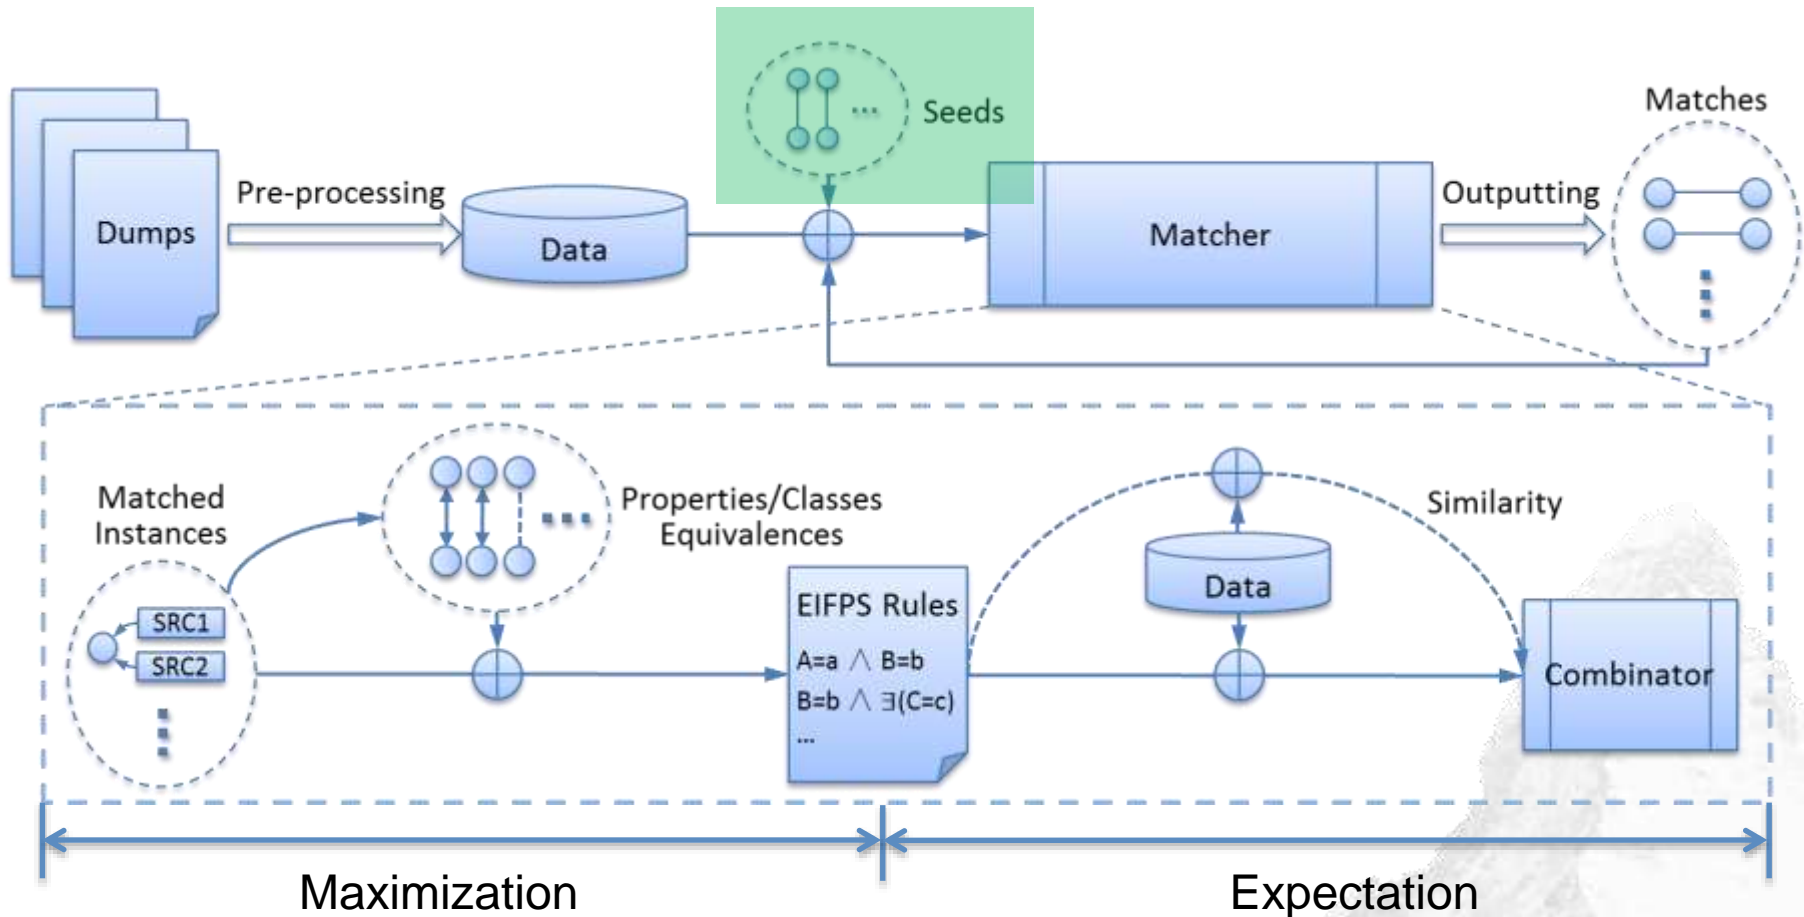 Seeds
Matches
Pre-processing
Outputting
Dumps
Data
Matcher
Matched
Instances
SRC1
SRC2
Properties/Classes
Equivalences
EIFPS Rules
A=a ∧ B=b
B=b ∧ ∃(C=c)
...
Similarity
Data
Combinator
Maximization
Expectation